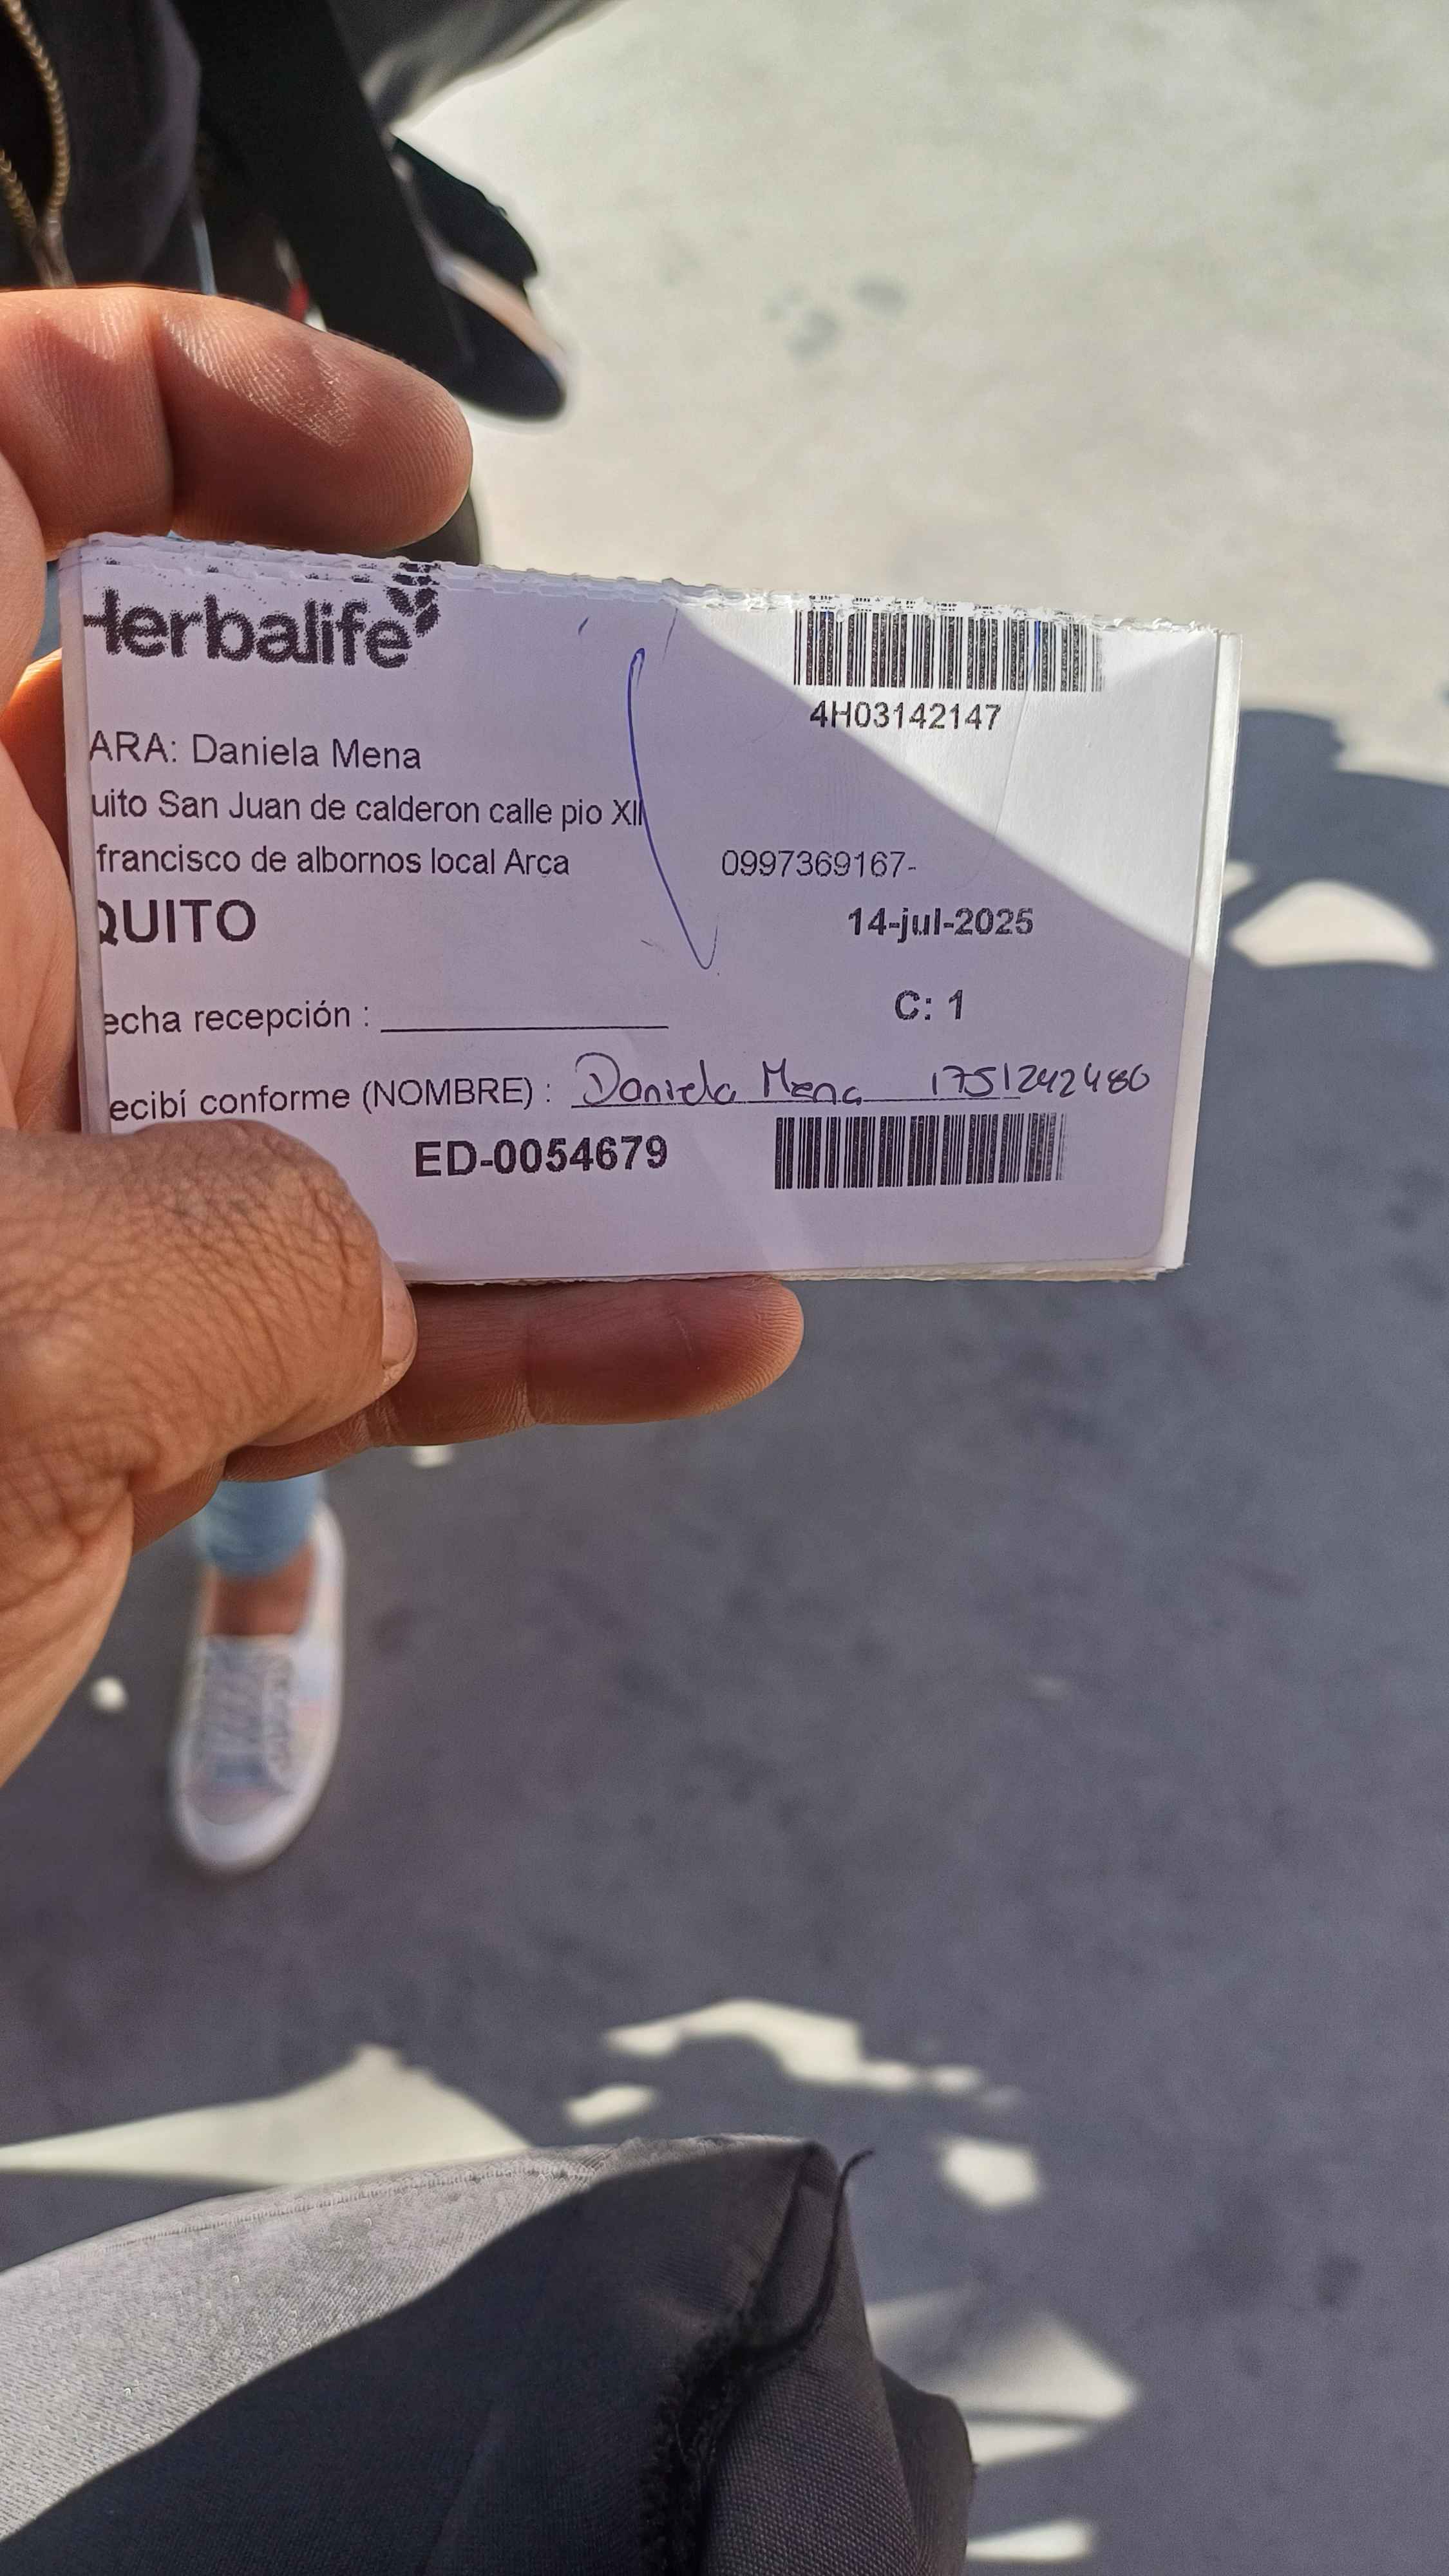 Herbalife
4H03142147
ARA: Daniela Mena
uito San Juan de calderon calle pio XII
francisco de albornos local Arca
0997369167-
QUITO
14-jul-2025
C: 1
echa recepción :
ecibí conforme (NOMBRE) : Daniela Mena 1751242480
ED-0054679